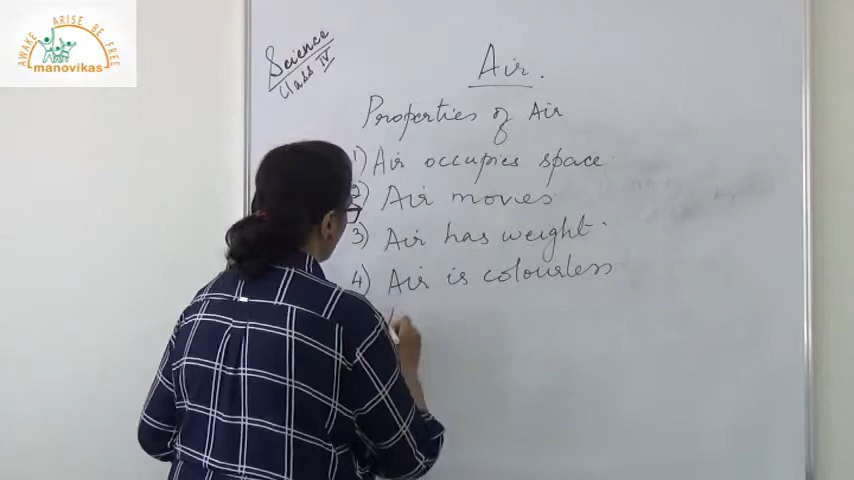 AWAKE ARISE BE FREE
manovikas
Science
Class IV
Air.
Properties of Air
1) Air occupies space
2) Air moves
3) Air has weight.
4) Air is colourless